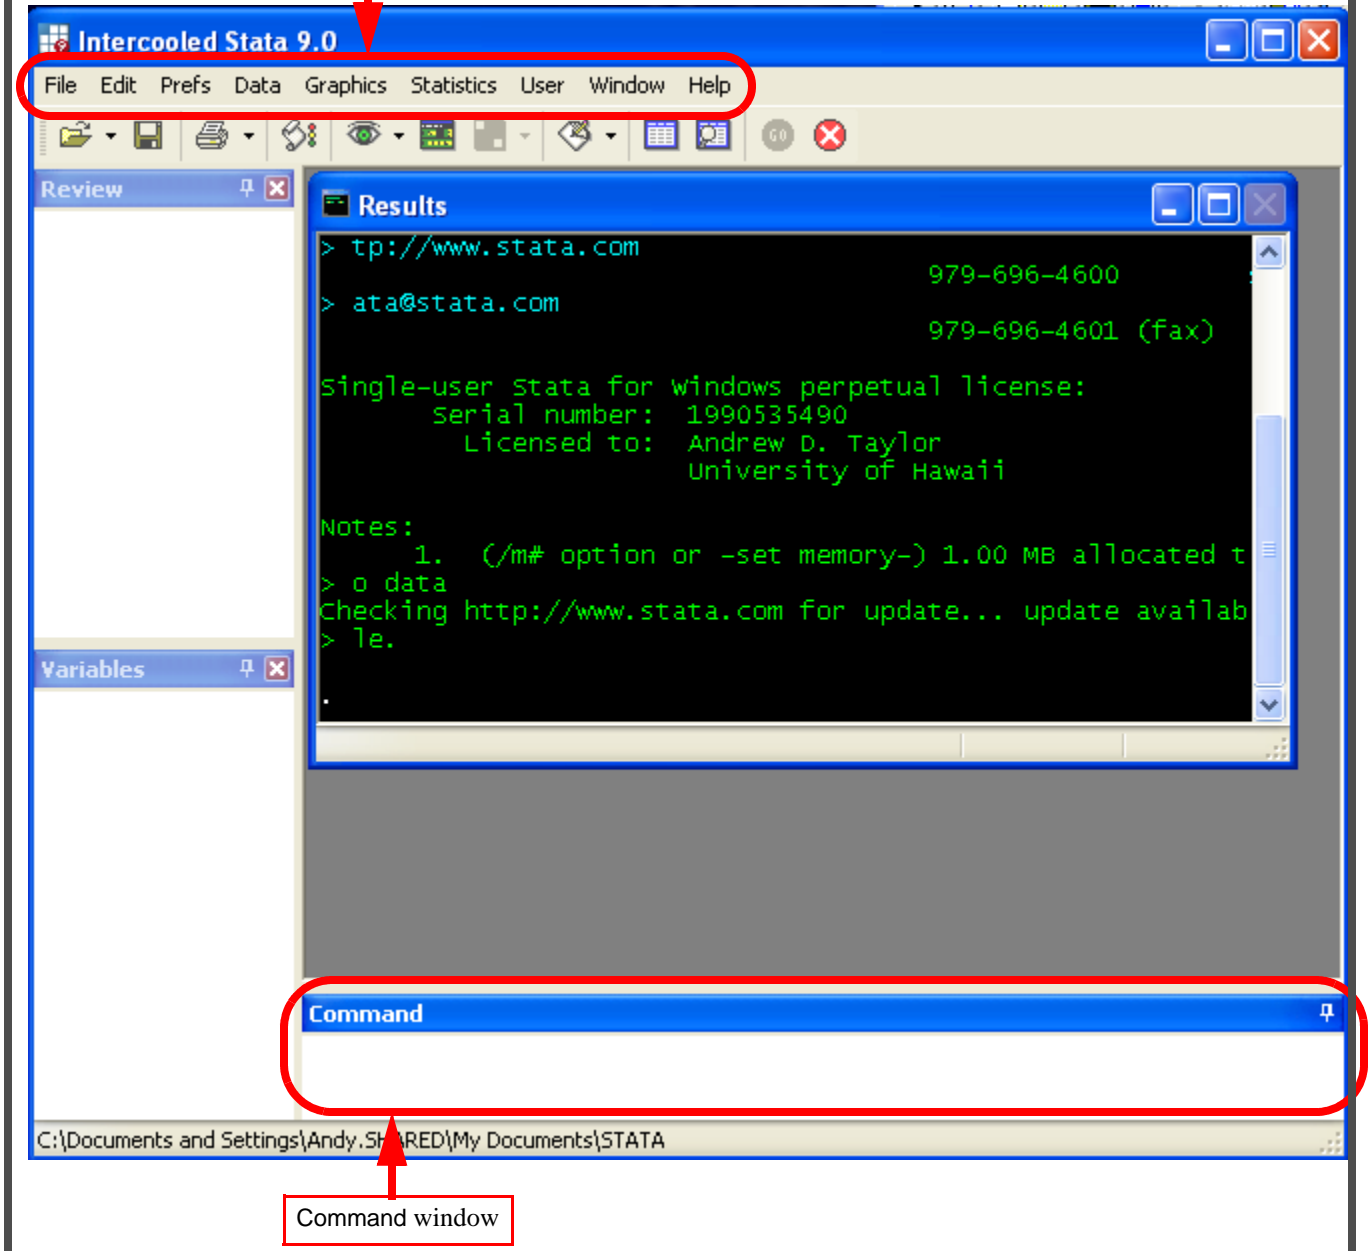 Intercooled Stata 9.0
File Edit Prefs Data Graphics Statistics User Window Help
GO
Review
Results
> tp://www.stata.com
979-696-4600
> ata@stata.com
979-696-4601 (fax)
Single-user Stata for Windows perpetual license:
Serial number: 1990535490
Licensed to: Andrew D. Taylor
University of Hawaii
Notes:
1. (/m# option or -set memory-) 1.00 MB allocated t
> o data
Checking http://www.stata.com for update... update availab
> le.
.
Variables
Command
C:\Documents and Settings\Andy.SHARED\My Documents\STATA
Command window